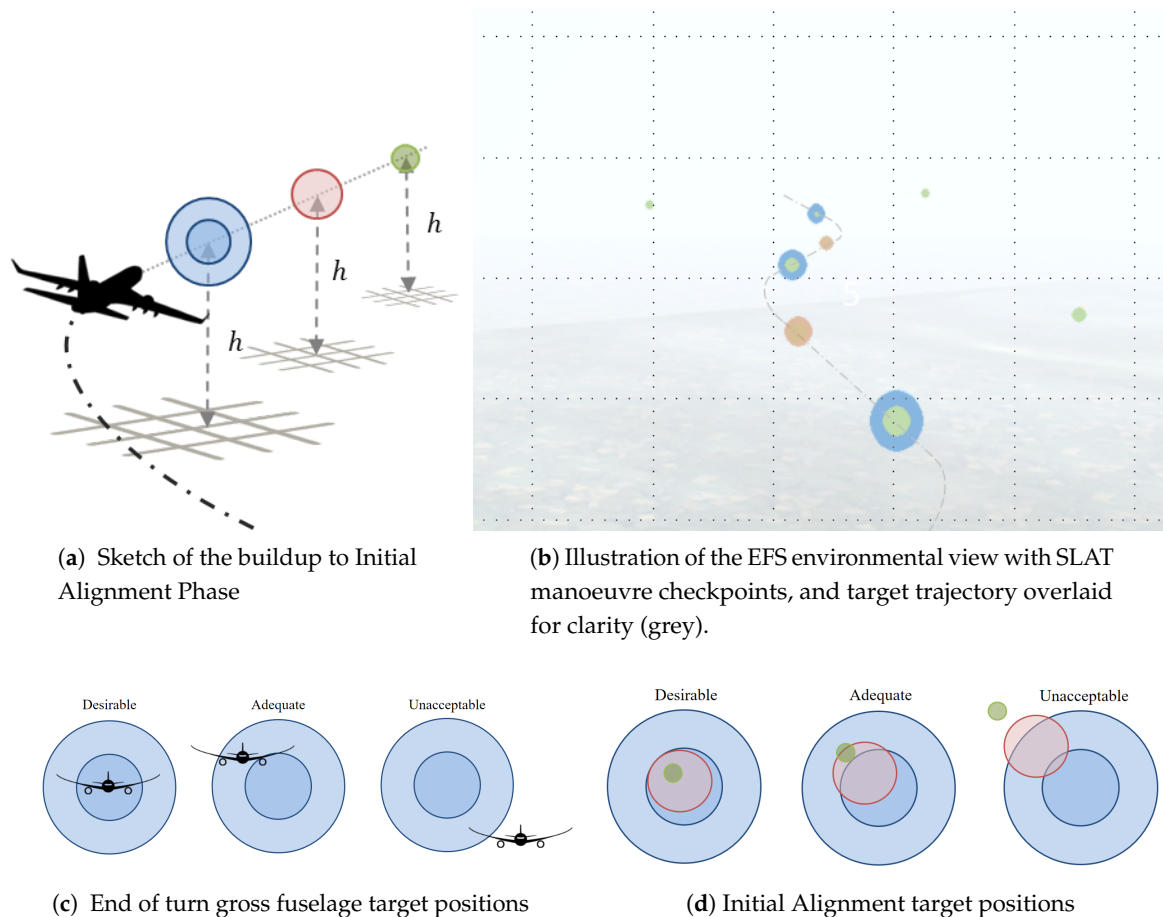 h
h
h
5
(a) Sketch of the buildup to Initial
Alignment Phase
(b) Illustration of the EFS environmental view with SLAT
manoeuvre checkpoints, and target trajectory overlaid
for clarity (grey).
Desirable
Adequate
Unacceptable
Desirable
Adequate
Unacceptable
(c) End of turn gross fuselage target positions
(d) Initial Alignment target positions